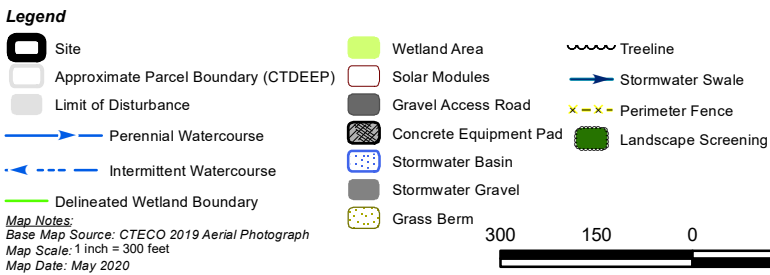 Legend
Site
Approximate Parcel Boundary (CTDEEP)
Limit of Disturbance
Perennial Watercourse
Intermittent Watercourse
Delineated Wetland Boundary
Map Notes:
Base Map Source: CTECO 2019 Aerial Photograph
Map Scale: 1 inch = 300 feet
Map Date: May 2020
Wetland Area
Solar Modules
Gravel Access Road
Concrete Equipment Pad
Stormwater Basin
Stormwater Gravel
Grass Berm
Treeline
Stormwater Swale
Perimeter Fence
Landscape Screening
300 150 0